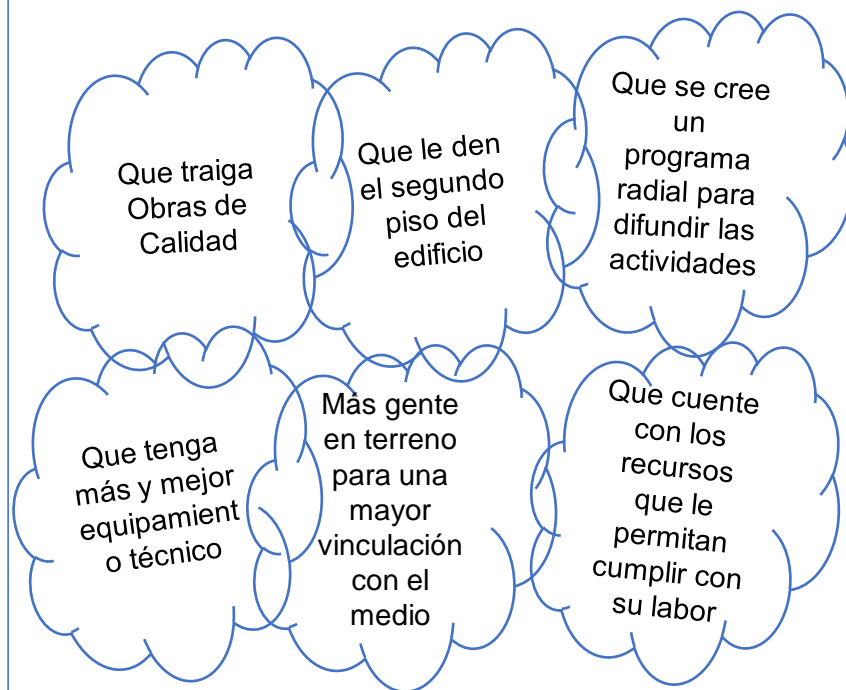 Que traiga
Obras de
Calidad
Que le den
el segundo
piso del
edificio
Que se cree
un
programa
radial para
difundir las
actividades
Que tenga
más y mejor
equipamient
o técnico
Más gente
en terreno
para una
mayor
vinculación
con el
medio
Que cuente
con los
recursos
que le
permitan
cumplir con
su labor